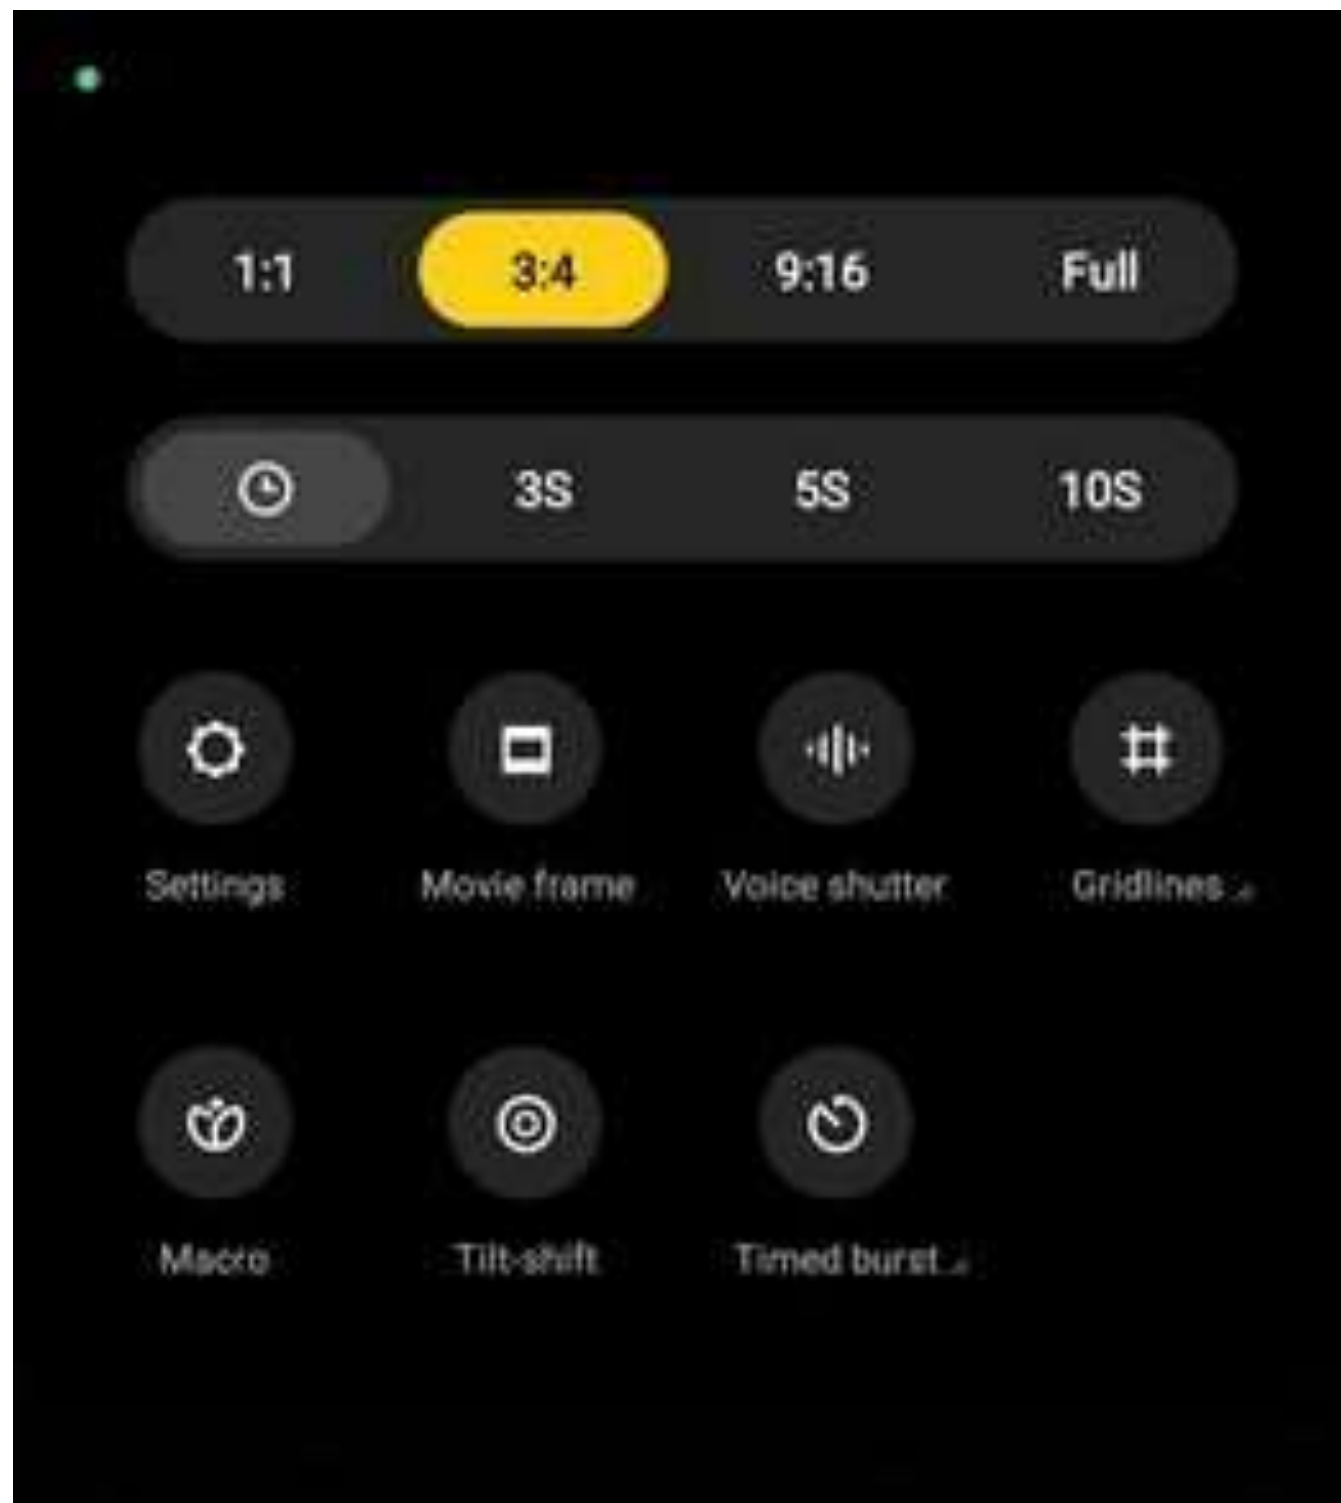 1:1 3:4 9:16 Full
3S 5S 10S
Settings Movie frame Voice shutter Gridlines
Macro Tilt-shift Timed burst